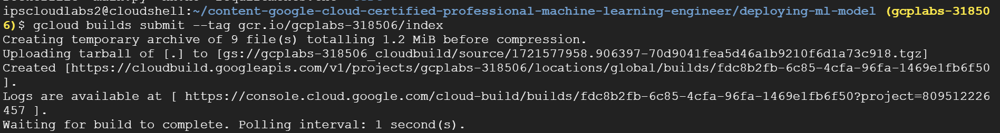 ipscloudlabs2@cloudshell:~/content-google-cloud-certified-professional-machine-learning-engineer/deploying-ml-model (gcplabs-31850
6)$ gcloud builds submit --tag gcr.io/gcplabs-318506/index
Creating temporary archive of 9 file(s) totalling 1.2 MiB before compression.
Uploading tarball of [.] to [gs://gcplabs-318506_cloudbuild/source/1721577958.906397-70d9041fea5d46a1b9210f6d1a73c918.tgz]
Created [https://cloudbuild.googleapis.com/v1/projects/gcplabs-318506/locations/global/builds/fdc8b2fb-6c85-4cfa-96fa-1469e1fb6f50
].
Logs are available at [ https://console.cloud.google.com/cloud-build/builds/fdc8b2fb-6c85-4cfa-96fa-1469e1fb6f50?project=809512226
457 ].
Waiting for build to complete. Polling interval: 1 second(s).